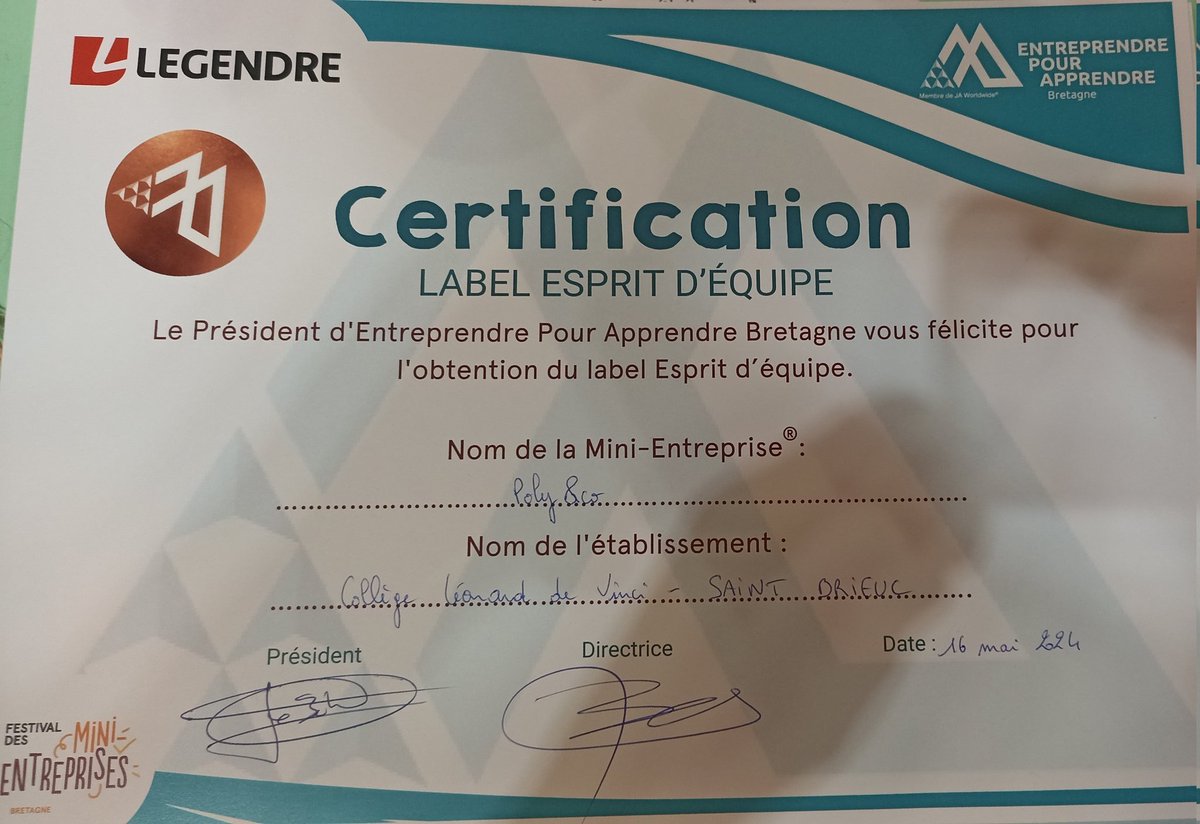 LEGENDRE
ENTREPRENDRE
POUR
APPRENDRE
Bretagne
Membre de JA Worldwide®
Certification
LABEL ESPRIT D'ÉQUIPE
Le Président d'Entreprendre Pour Apprendre Bretagne vous félicite pour
l'obtention du label Esprit d'équipe.
Nom de la Mini-Entreprise®:
Poly &co
Nom de l'établissement :
Collège Léonard de Vinci - SAINT BRIEUC
Président
Directrice
Date : 16 mai 2024
FESTIVAL
DES
MINI-
ENTREPRISES
BRETAGNE